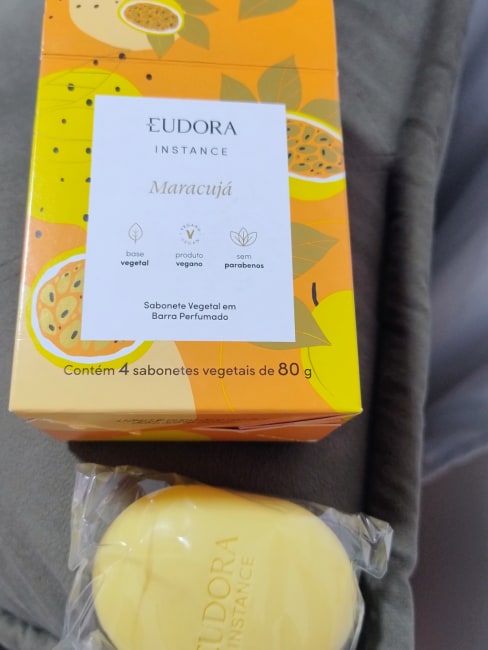 EUDORA
INSTANCE
Maracujá
base
vegetal
produto
vegano
sem
parabenos
Sabonete Vegetal em
Barra Perfumado
Contém 4 sabonetes vegetais de 80 g
EUDORA
INSTANCE